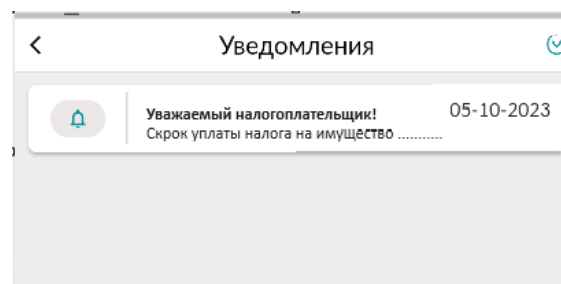 Уведомления
Уважаемый налогоплательщик!
05-10-2023
Скрок уплаты налога на имущество ...........